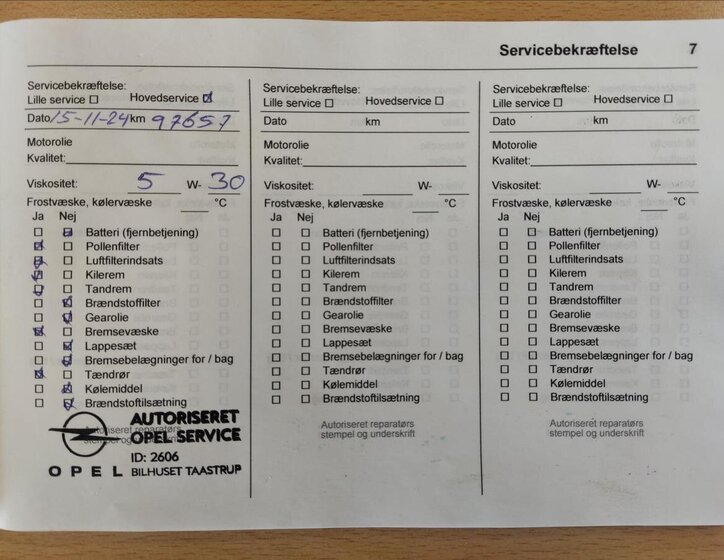 Servicebekræftelse 7
Servicebekræftelse:
Lille service ☐ Hovedservice ☑
Dato 15-11-24 km 97657
Motorolie
Kvalitet:
Viskositet: 5 W- 30
Frostvæske, kølervæske °C
Ja Nej
☐ ☑ Batteri (fjernbetjening)
☑ ☐ Pollenfilter
☑ ☐ Luftfilterindsats
☑ ☐ Kilerem
☑ ☐ Tandrem
☐ ☑ Brændstoffilter
☐ ☑ Gearolie
☑ ☐ Bremsevæske
☐ ☑ Lappesæt
☐ ☑ Bremsebelægninger for / bag
☑ ☐ Tændrør
☐ ☑ Kølemiddel
☐ ☑ Brændstoftilsætning
Autoriseret reparatørs
stempel og underskrift
AUTORISERET
OPEL SERVICE
ID: 2606
OPEL BILHUSET TAASTRUP
Servicebekræftelse:
Lille service ☐ Hovedservice ☐
Dato km
Motorolie
Kvalitet:
Viskositet: W-
Frostvæske, kølervæske °C
Ja Nej
☐ ☐ Batteri (fjernbetjening)
☐ ☐ Pollenfilter
☐ ☐ Luftfilterindsats
☐ ☐ Kilerem
☐ ☐ Tandrem
☐ ☐ Brændstoffilter
☐ ☐ Gearolie
☐ ☐ Bremsevæske
☐ ☐ Lappesæt
☐ ☐ Bremsebelægninger for / bag
☐ ☐ Tændrør
☐ ☐ Kølemiddel
☐ ☐ Brændstoftilsætning
Autoriseret reparatørs
stempel og underskrift
Servicebekræftelse:
Lille service ☐ Hovedservice ☐
Dato km
Motorolie
Kvalitet:
Viskositet: W-
Frostvæske, kølervæske °C
Ja Nej
☐ ☐ Batteri (fjernbetjening)
☐ ☐ Pollenfilter
☐ ☐ Luftfilterindsats
☐ ☐ Kilerem
☐ ☐ Tandrem
☐ ☐ Brændstoffilter
☐ ☐ Gearolie
☐ ☐ Bremsevæske
☐ ☐ Lappesæt
☐ ☐ Bremsebelægninger for / bag
☐ ☐ Tændrør
☐ ☐ Kølemiddel
☐ ☐ Brændstoftilsætning
Autoriseret reparatørs
stempel og underskrift